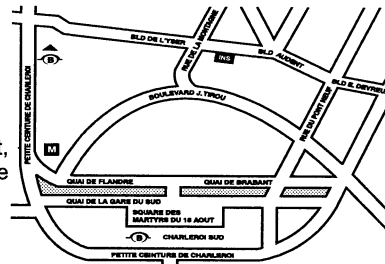 BLD DE L'YSER
RUE DE LA MONTAGNE
INS
BLD AUDENT
BLD E. DEVREU
PETITE CEINTURE DE CHARLEROI
B
BOULEVARD J. TIROU
RUE DU PONT NEUF
M
t,
e
QUAI DE FLANDRE
QUAI DE BRABANT
QUAI DE LA GARE DU SUD
SQUARE DES
MARTYRS DU 18 AOUT
B
CHARLEROI SUD
PETITE CEINTURE DE CHARLEROI